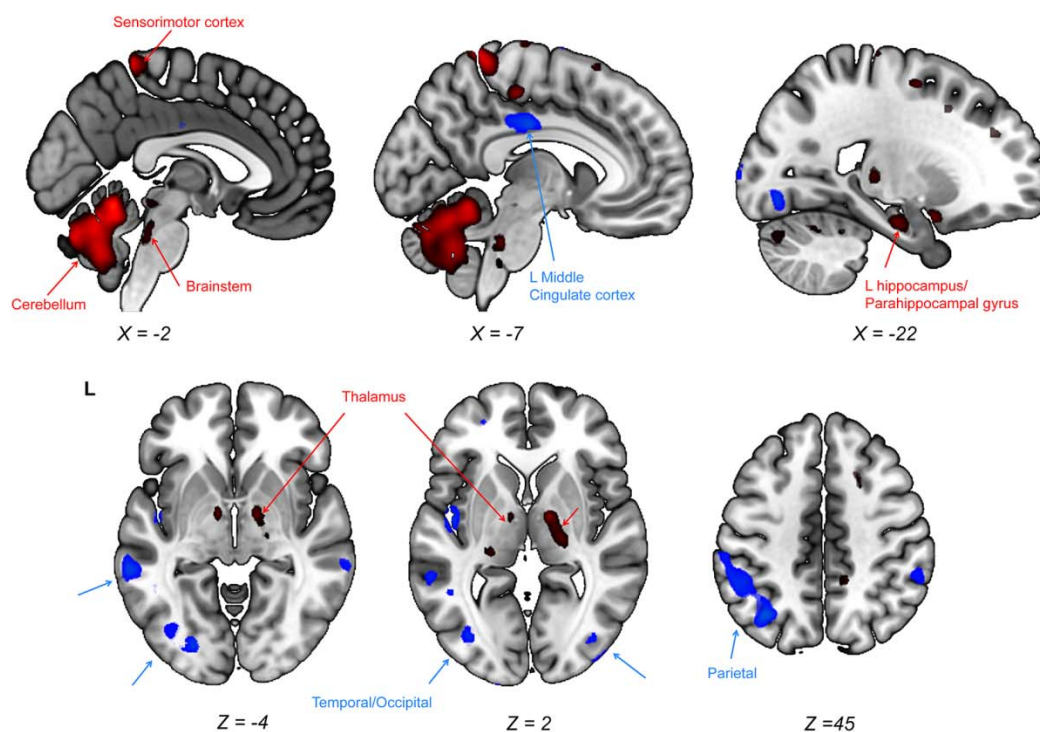 Sensorimotor cortex
Cerebellum
Brainstem
X = -2
L Middle
Cingulate cortex
X = -7
L hippocampus/
Parahippocampal gyrus
X = -22
L
Thalamus
Temporal/Occipital
Parietal
Z = -4
Z = 2
Z =45